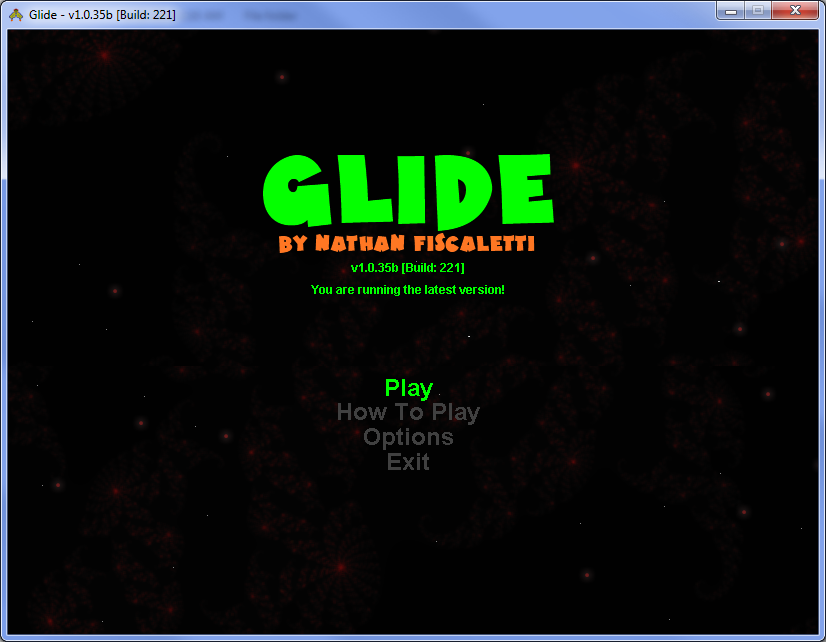 Glide - v1.0.35b [Build: 221]
GLIDE
BY NATHAN FISCALETTI
v1.0.35b [Build: 221]
You are running the latest version!
Play
How To Play
Options
Exit